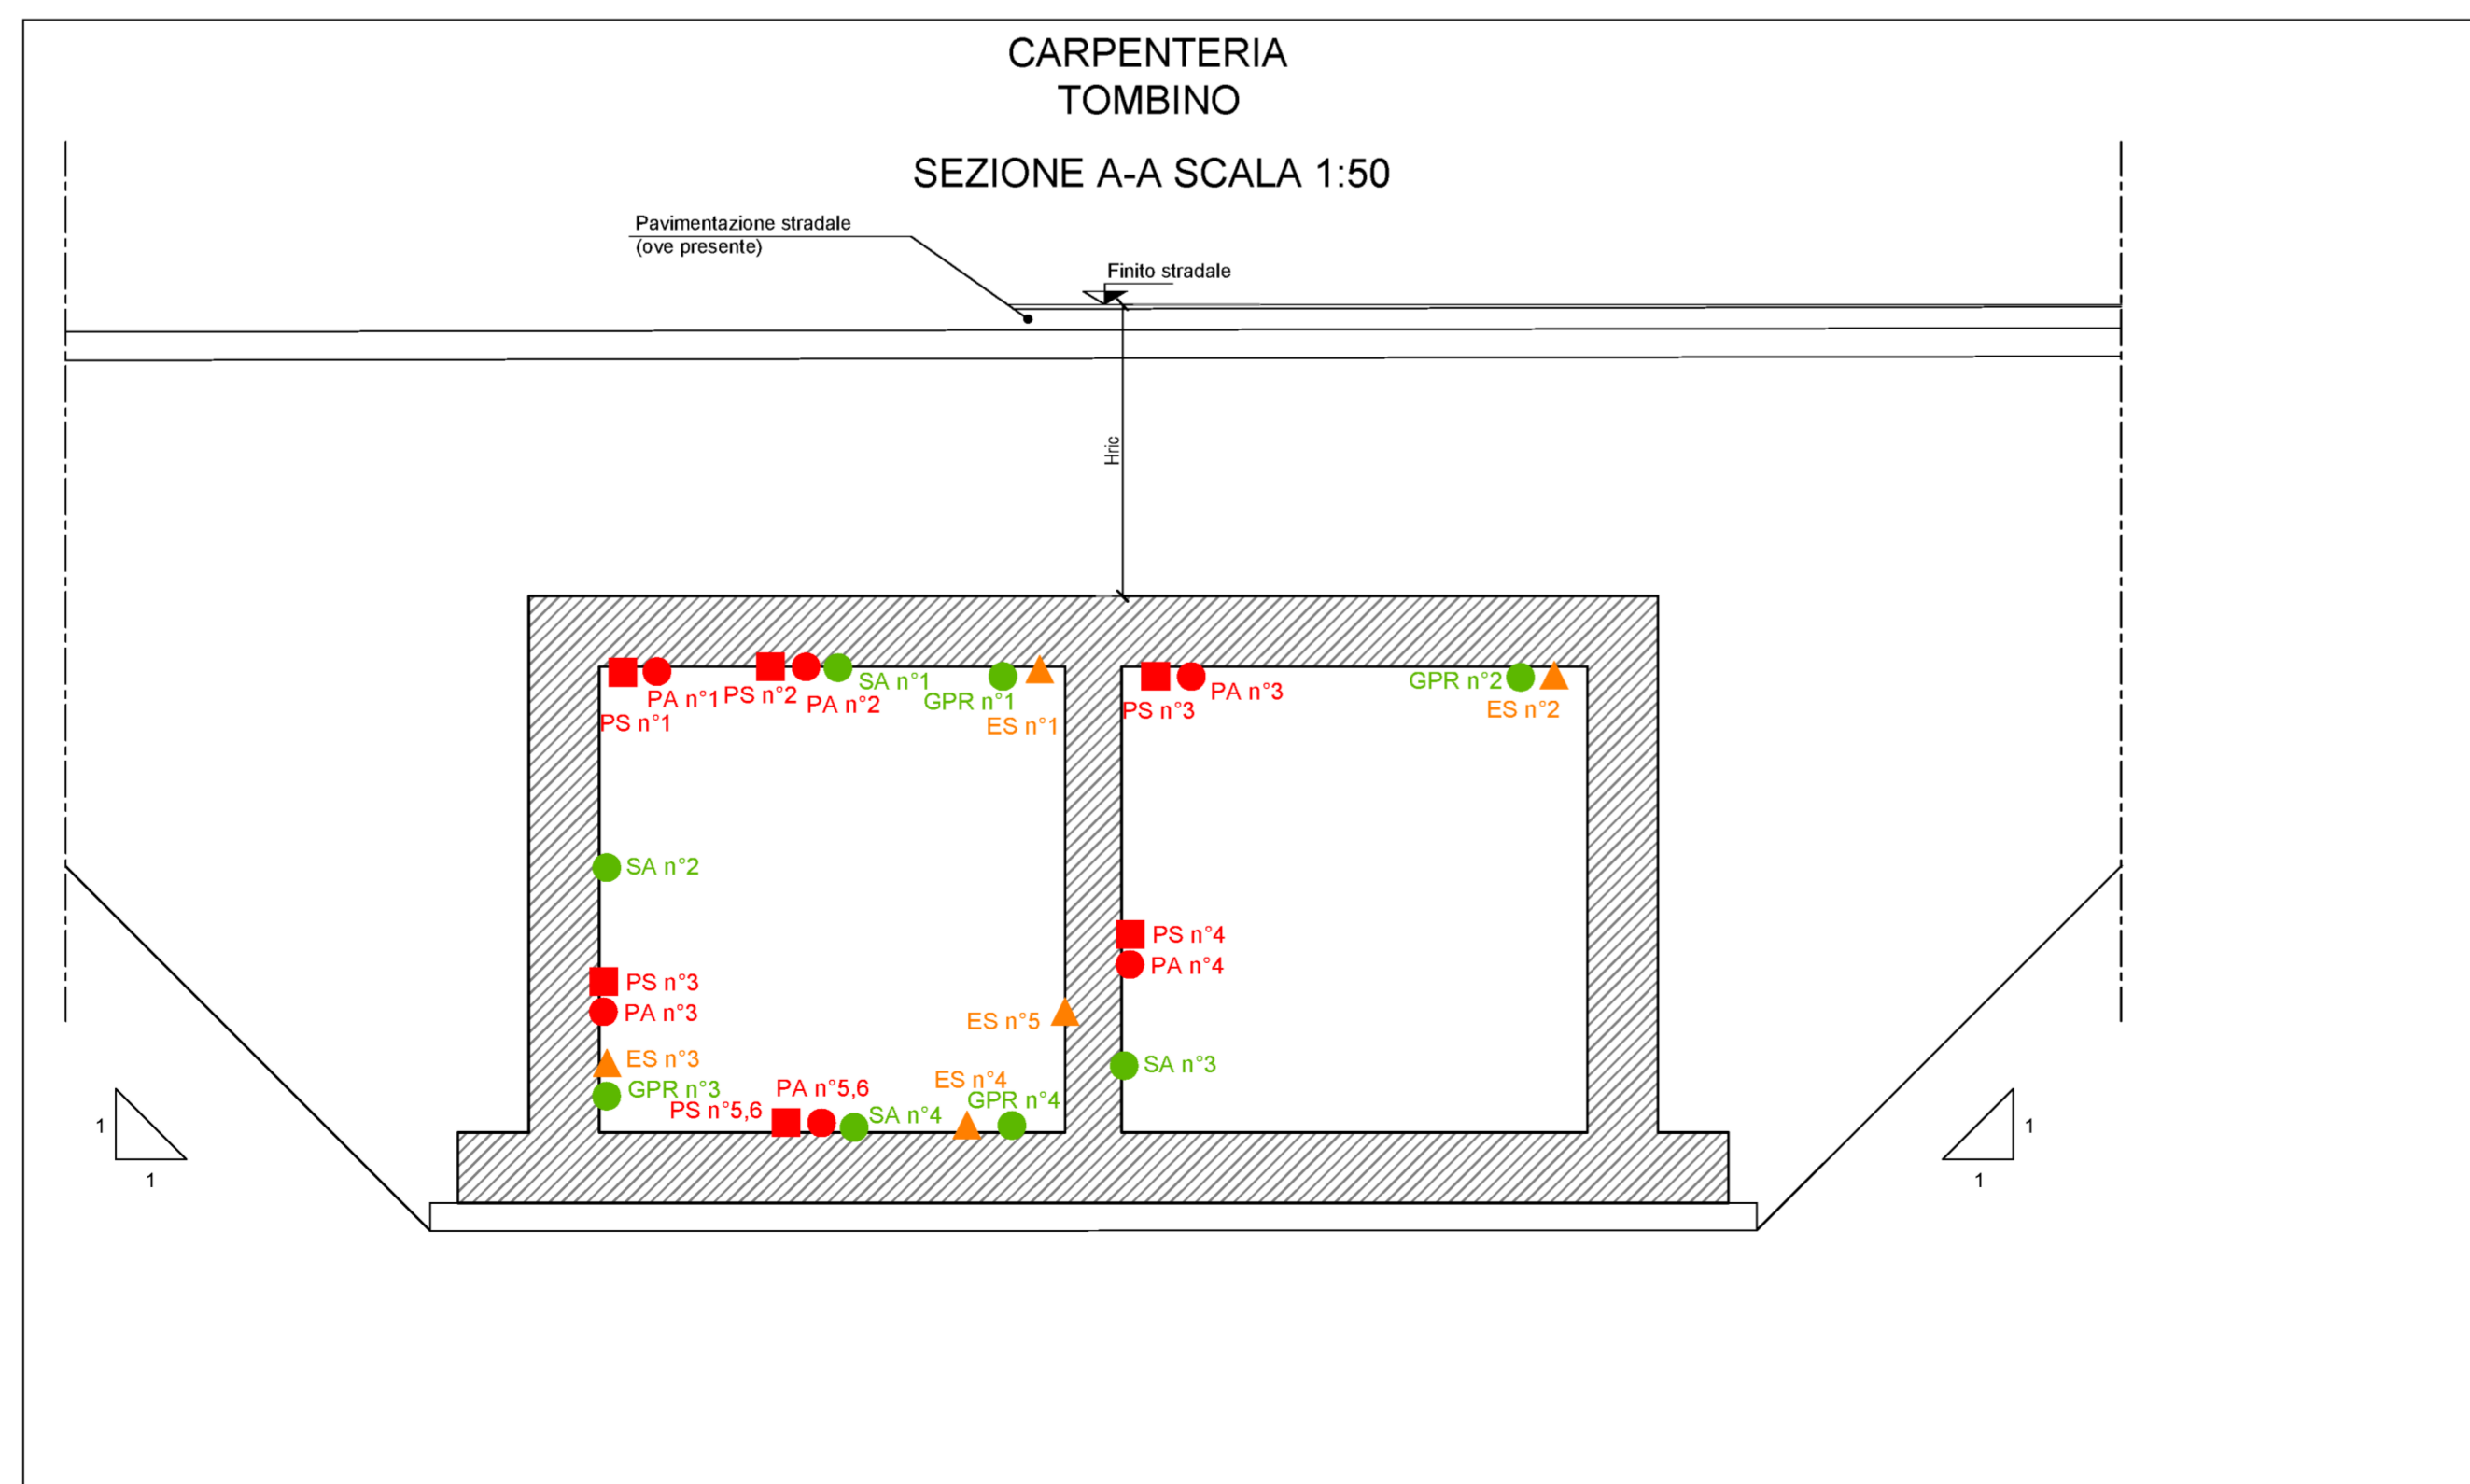 CARPENTERIA
TOMBINO
SEZIONE A-A SCALA 1:50
Pavimentazione stradale
(ove presente)
Finito stradale
Hric
PA n°1
PS n°1
PS n°2
PA n°2
SA n°1
GPR n°1
ES n°1
PS n°3
PA n°3
GPR n°2
ES n°2
SA n°2
PS n°4
PA n°4
PS n°3
PA n°3
ES n°5
ES n°3
GPR n°3
SA n°3
PA n°5,6
PS n°5,6
SA n°4
ES n°4
GPR n°4
1
1
1
1